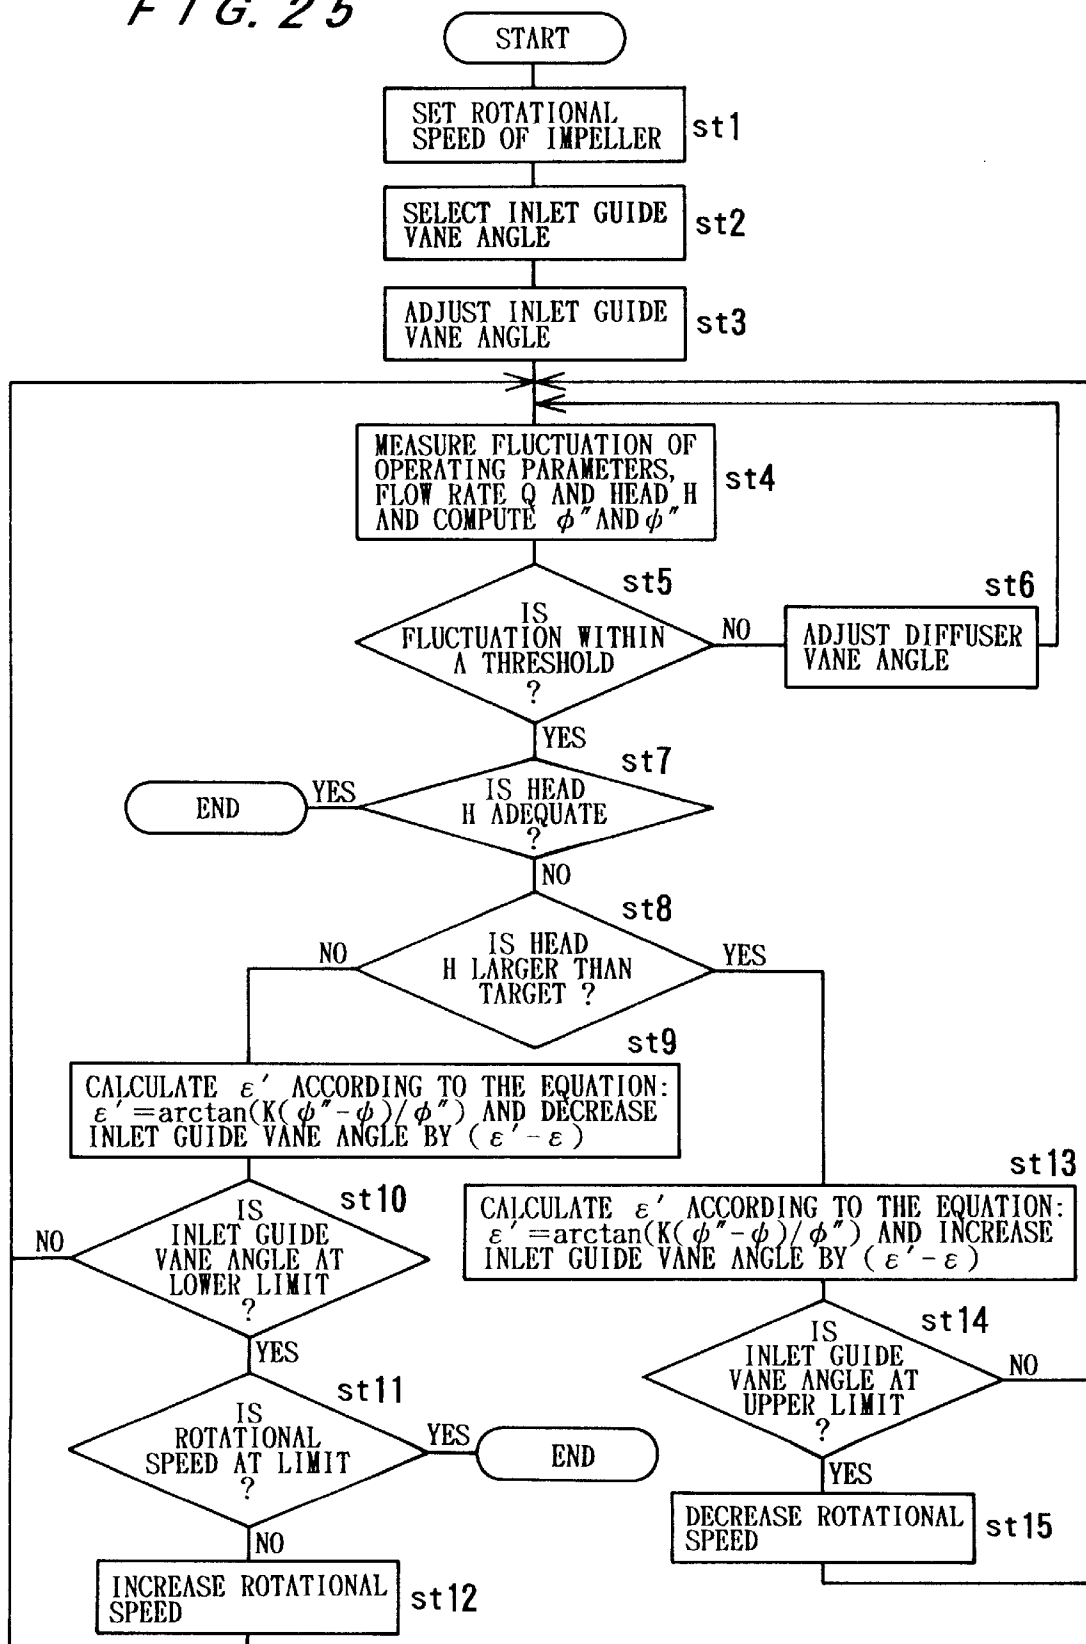 FIG. 25
START
SET ROTATIONAL
SPEED OF IMPELLER
st1
SELECT INLET GUIDE
VANE ANGLE
st2
ADJUST INLET GUIDE
VANE ANGLE
st3
MEASURE FLUCTUATION OF
OPERATING PARAMETERS,
FLOW RATE Q AND HEAD H
AND COMPUTE ϕ″AND ϕ″
st4
st5
IS
FLUCTUATION WITHIN
A THRESHOLD
?
NO
st6
ADJUST DIFFUSER
VANE ANGLE
YES
st7
IS HEAD
H ADEQUATE
?
YES
END
NO
st8
IS HEAD
H LARGER THAN
TARGET ?
NO
YES
st9
CALCULATE ε′ ACCORDING TO THE EQUATION:
ε′=arctan(K(ϕ″-ϕ)/ϕ″) AND DECREASE
INLET GUIDE VANE ANGLE BY (ε′-ε)
st10
IS
INLET GUIDE
VANE ANGLE AT
LOWER LIMIT
?
NO
YES
st11
IS
ROTATIONAL
SPEED AT LIMIT
?
YES
END
NO
INCREASE ROTATIONAL
SPEED
st12
st13
CALCULATE ε′ ACCORDING TO THE EQUATION:
ε′=arctan(K(ϕ″-ϕ)/ϕ″) AND INCREASE
INLET GUIDE VANE ANGLE BY (ε′-ε)
st14
IS
INLET GUIDE
VANE ANGLE AT
UPPER LIMIT
?
NO
YES
DECREASE ROTATIONAL
SPEED
st15